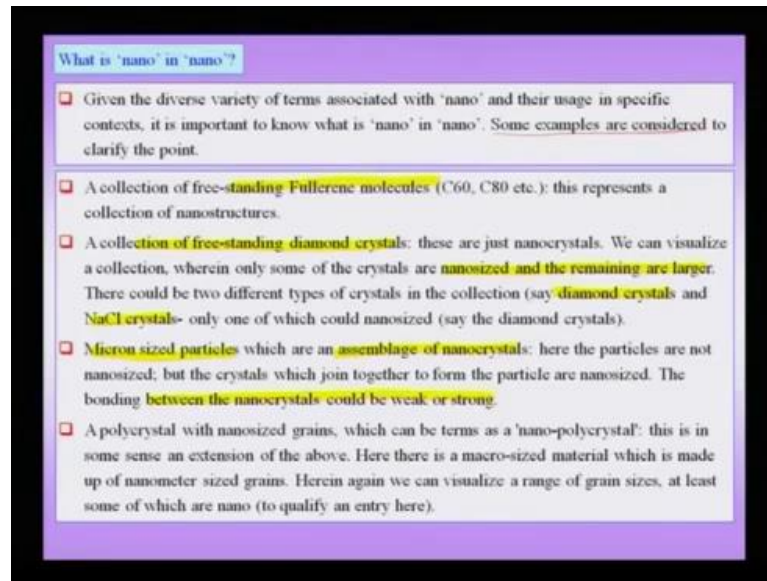 What is 'nano' in 'nano'?
Given the diverse variety of terms associated with 'nano' and their usage in specific
contexts, it is important to know what is 'nano' in 'nano'. Some examples are considered to
clarify the point.
A collection of free-standing Fullerene molecules (C60, C80 etc.): this represents a
collection of nanostructures.
A collection of free-standing diamond crystals: these are just nanocrystals. We can visualize
a collection, wherein only some of the crystals are nanosized and the remaining are larger.
There could be two different types of crystals in the collection (say diamond crystals and
NaCl crystals- only one of which could nanosized (say the diamond crystals).
Micron sized particles which are an assemblage of nanocrystals: here the particles are not
nanosized; but the crystals which join together to form the particle are nanosized. The
bonding between the nanocrystals could be weak or strong.
A polycrystal with nanosized grains, which can be terms as a 'nano-polycrystal': this is in
some sense an extension of the above. Here there is a macro-sized material which is made
up of nanometer sized grains. Herein again we can visualize a range of grain sizes, at least
some of which are nano (to qualify an entry here).